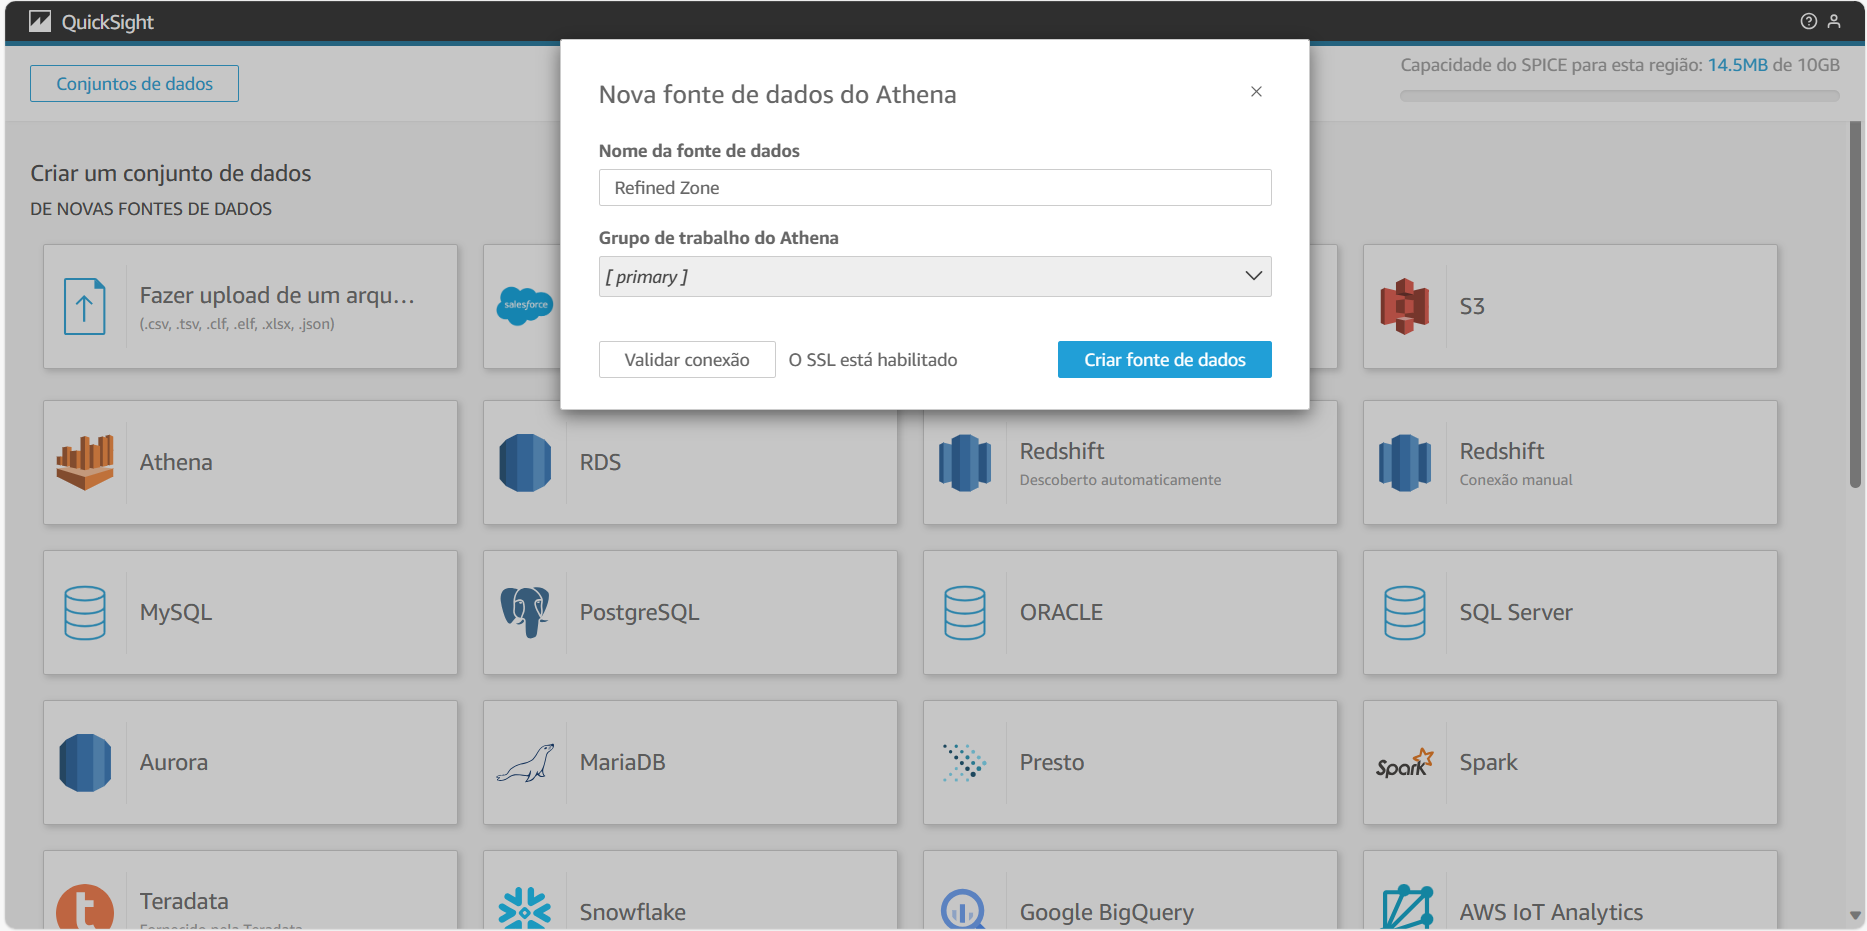 QuickSight
Conjuntos de dados
Capacidade do SPICE para esta região: 14.5MB de 10GB
Nova fonte de dados do Athena
Nome da fonte de dados
Refined Zone
Grupo de trabalho do Athena
[ primary ]
Validar conexão
O SSL está habilitado
Criar fonte de dados
Criar um conjunto de dados
DE NOVAS FONTES DE DADOS
Fazer upload de um arqu...
(.csv, .tsv, .clf, .elf, .xlsx, .json)
salesforce
S3
Athena
RDS
Redshift
Descoberto automaticamente
Redshift
Conexão manual
MySQL
PostgreSQL
ORACLE
SQL Server
Aurora
MariaDB
Presto
Spark
Spark
Teradata
Fornecido pela Teradata
Snowflake
Google BigQuery
AWS IoT Analytics